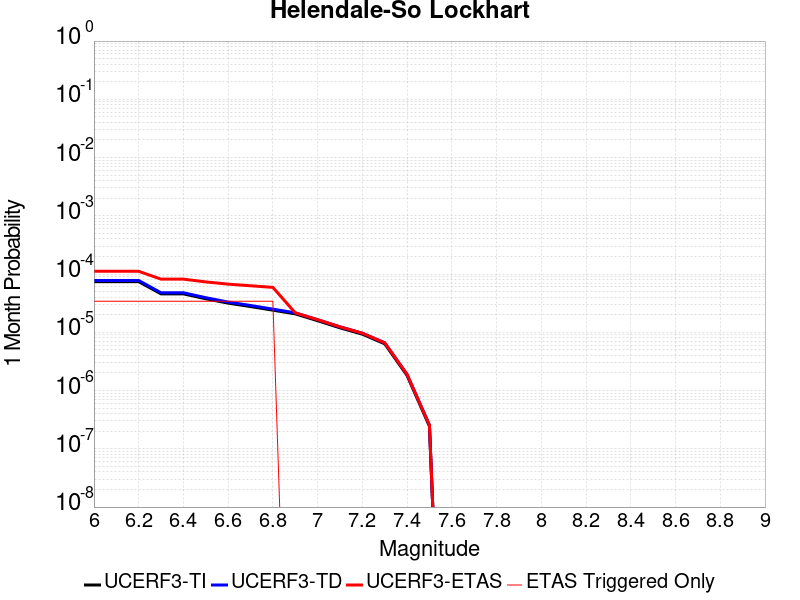 Helendale-So Lockhart
1 Month Probability
10^0
10^-1
10^-2
10^-3
10^-4
10^-5
10^-6
10^-7
10^-8
6 6.2 6.4 6.6 6.8 7 7.2 7.4 7.6 7.8 8 8.2 8.4 8.6 8.8 9
Magnitude
UCERF3-TI UCERF3-TD UCERF3-ETAS ETAS Triggered Only